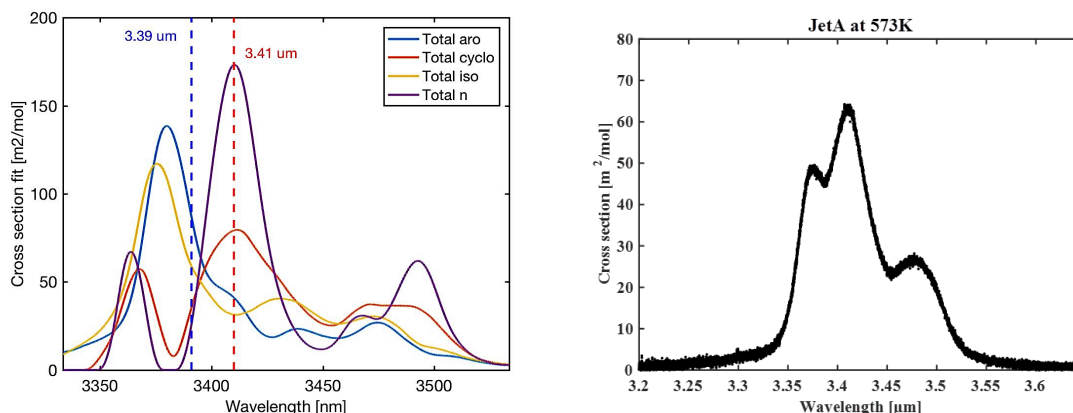 200
150
100
50
0
Cross section fit [m2/mol]
3.39 um
3.41 um
Total aro
Total cyclo
Total iso
Total n
3350
3400
3450
3500
Wavelength [nm]
JetA at 573K
80
70
60
50
40
30
20
10
0
Cross section [m²/mol]
3.2
3.25
3.3
3.35
3.4
3.45
3.5
3.55
3.6
Wavelength [μm]